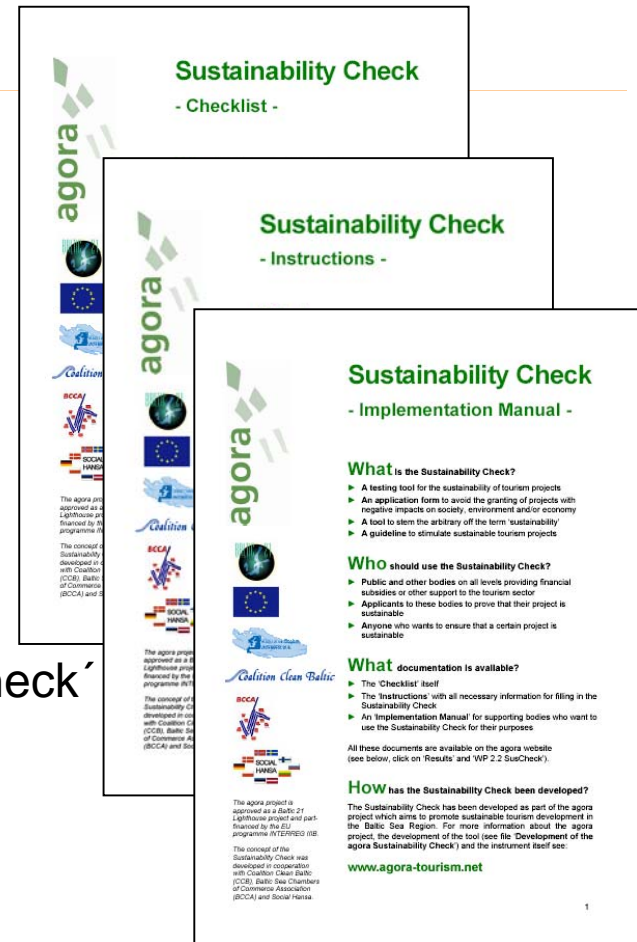 Sustainability Check
- Checklist -
agora
BALTIC 21
Coalition
BCCA
SOCIAL
HANSA
The agora pro
approved as a
Lighthouse pro
financed by th
programme IN
The concept o
Sustainability
developed in c
with Coalition
(CCB), Baltic
of Commerce
(BCCA) and S
Sustainability Check
- Instructions -
agora
Coalition C
BCCA
SOCIAL
HANSA
The agora projec
approved as a B
Lighthouse proje
financed by the
programme INT
The concept of t
Sustainability Ch
developed in coo
with Coalition Cl
(CCB), Baltic Se
of Commerce As
(BCCA) and Soc
heck´
Sustainability Check
- Implementation Manual -
agora
Coalition Clean Baltic
BCCA
SOCIAL
HANSA
The agora project is
approved as a Baltic 21
Lighthouse project and part-
financed by the EU
programme INTERREG IIIB.
The concept of the
Sustainability Check was
developed in cooperation
with Coalition Clean Baltic
(CCB), Baltic Sea Chambers
of Commerce Association
(BCCA) and Social Hansa.
What is the Sustainability Check?
► A testing tool for the sustainability of tourism projects
► An application form to avoid the granting of projects with
negative impacts on society, environment and/or economy
► A tool to stem the arbitrary off the term 'sustainability'
► A guideline to stimulate sustainable tourism projects
Who should use the Sustainability Check?
► Public and other bodies on all levels providing financial
subsidies or other support to the tourism sector
► Applicants to these bodies to prove that their project is
sustainable
► Anyone who wants to ensure that a certain project is
sustainable
What documentation is available?
► The 'Checklist' itself
► The 'Instructions' with all necessary information for filling in the
Sustainability Check
► An 'Implementation Manual' for supporting bodies who want to
use the Sustainability Check for their purposes
All these documents are available on the agora website
(see below, click on 'Results' and 'WP 2.2 SusCheck').
How has the Sustainability Check been developed?
The Sustainability Check has been developed as part of the agora
project which aims to promote sustainable tourism development in
the Baltic Sea Region. For more information about the agora
project, the development of the tool (see file 'Development of the
agora Sustainability Check') and the instrument itself see:
www.agora-tourism.net
1